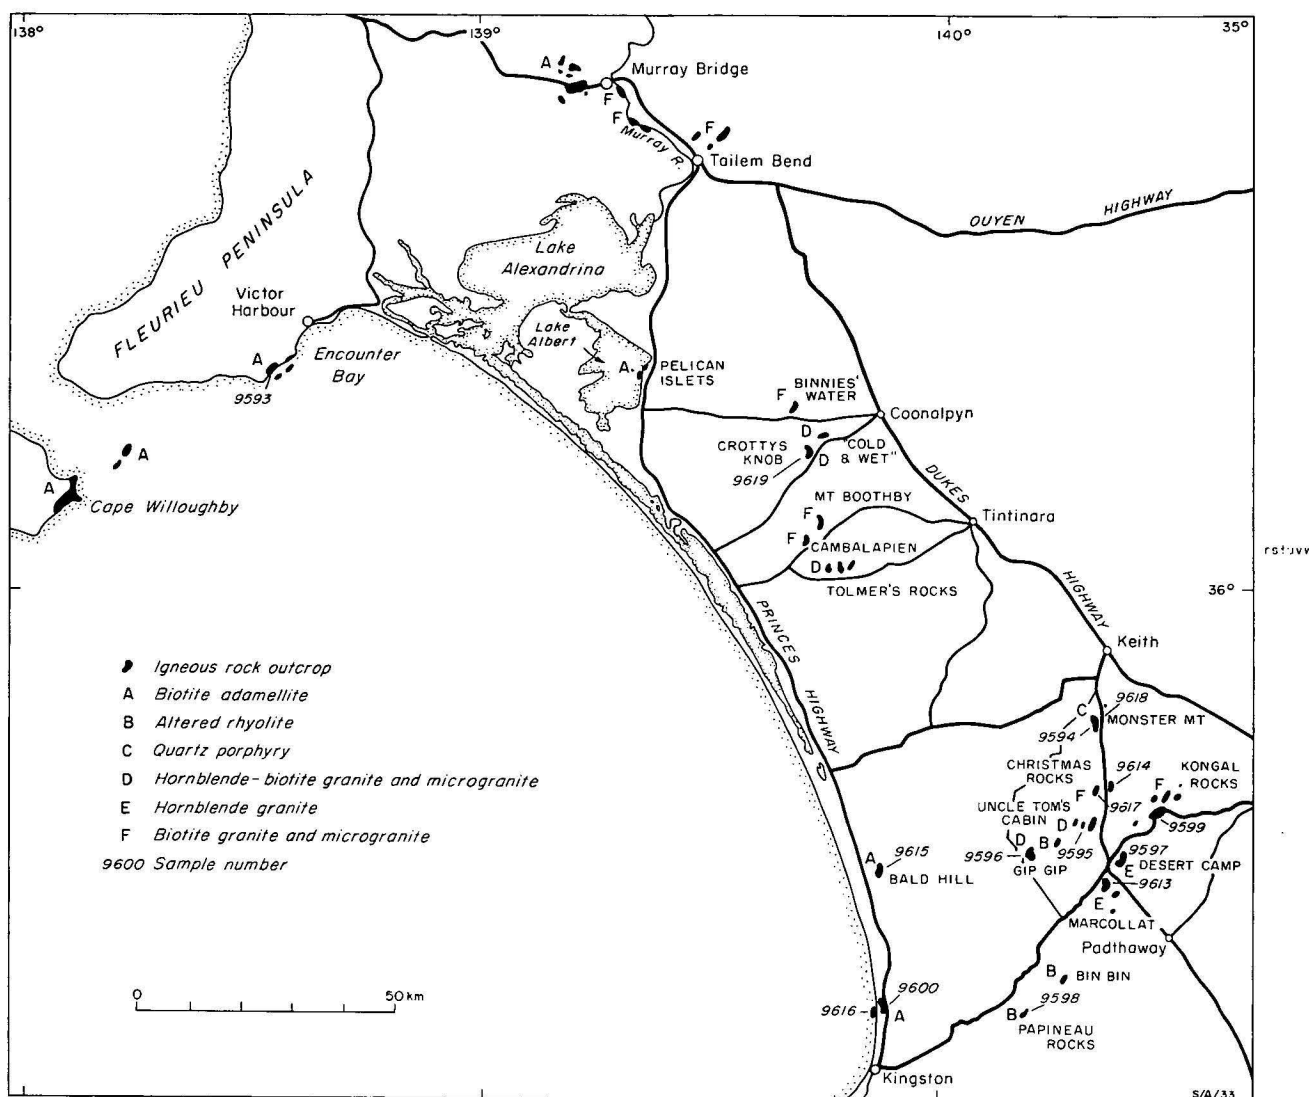 138°
139°
140°
35°
A
Murray Bridge
F
F
Murray R.
F
Tailem Bend
OUYEN HIGHWAY
FLEURIEU PENINSULA
Lake
Alexandrina
Victor
Harbour
Lake
Albert
Encounter
Bay
A
9593
A
PELICAN
ISLETS
BINNIES'
WATER
F
Coonalpyn
D
CROTTYS
KNOB
"COLD
& WET"
D
9619
A
A
Cape Willoughby
DUKES
HIGHWAY
MT BOOTHBY
F
F
Tintinara
CAMBALAPIEN
D
TOLMER'S ROCKS
rstuvw
36°
PRINCES
HIGHWAY
Keith
Igneous rock outcrop
A Biotite adamellite
B Altered rhyolite
C Quartz porphyry
D Hornblende-biotite granite and microgranite
E Hornblende granite
F Biotite granite and microgranite
9600 Sample number
C
9618
MONSTER MT
9594
CHRISTMAS
ROCKS
9614
KONGAL
ROCKS
F
F
9617
UNCLE TOM'S
CABIN
D
9599
D
B
9595
9596
GIP GIP
9597
DESERT CAMP
E
9613
E
MARCOLLAT
A
9615
BALD HILL
Padthaway
B
BIN BIN
0
50 km
9600
9616
A
9598
B
PAPINEAU
ROCKS
Kingston
S/A/33